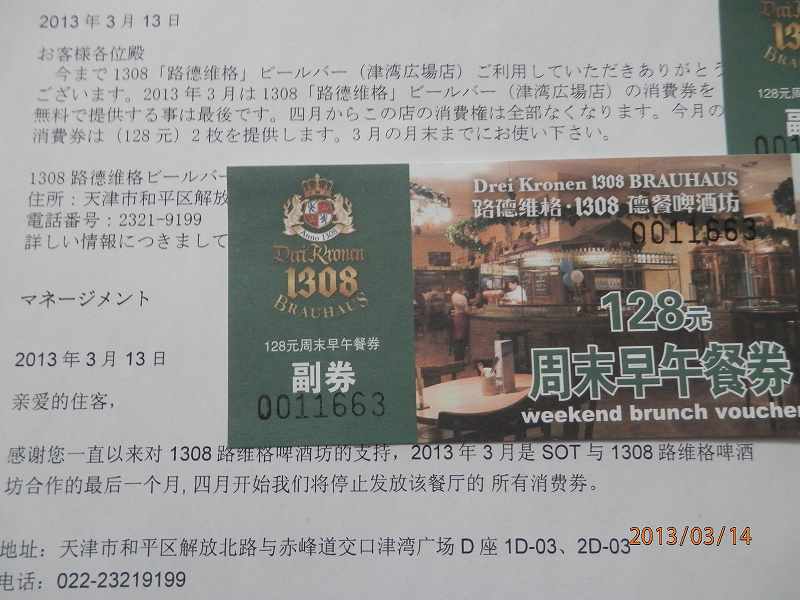 2013年3月13日
お客様各位殿
今まで1308「路德维格」ビールバー（津湾広場店）ご利用していただきありがとう
ございます。2013年3月は1308「路德维格」ビールバー（津湾広場店）の消費券を
無料で提供する事は最後です。四月からこの店の消費権は全部なくなります。今月の
消費券は（128元）2枚を提供します。3月の月末までにお使い下さい。
1308路德维格ビールバー
住所：天津市和平区解放
電話番号：2321-9199
詳しい情報につきまして
マネージメント
2013年3月13日
亲爱的住客,
感谢您一直以来对1308路维格啤酒坊的支持，2013年3月是SOT与1308路维格啤酒
坊合作的最后一个月,四月开始我们将停止发放该餐厅的 所有消费券。
地址：天津市和平区解放北路与赤峰道交口津湾广场D座1D-03、2D-03
电话：022-23219199
Anno 1308
Drei Kronen
1308
BRAUHAUS
128元周末早午餐券
副券
0011663
Drei Kronen 1308 BRAUHAUS
路德维格·1308 德餐啤酒坊
0011663
128元
周末早午餐券
weekend brunch voucher
128元
副
0011
2013/03/14